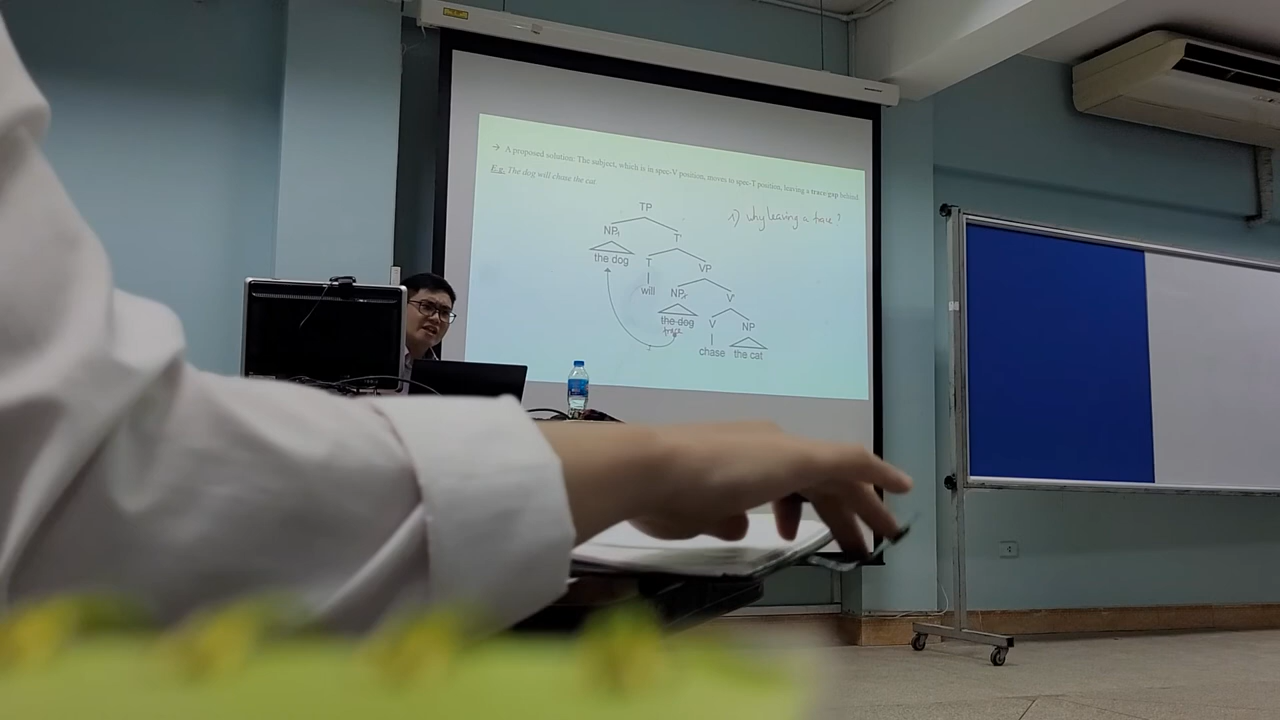 → A proposed solution: The subject, which is in spec-V position, moves to spec-T position, leaving a trace/gap behind.
E.g. The dog will chase the cat
1) why leaving a trace?
TP
NP₁ T'
the dog T VP
will NP V'
the dog V NP
trace
chase the cat